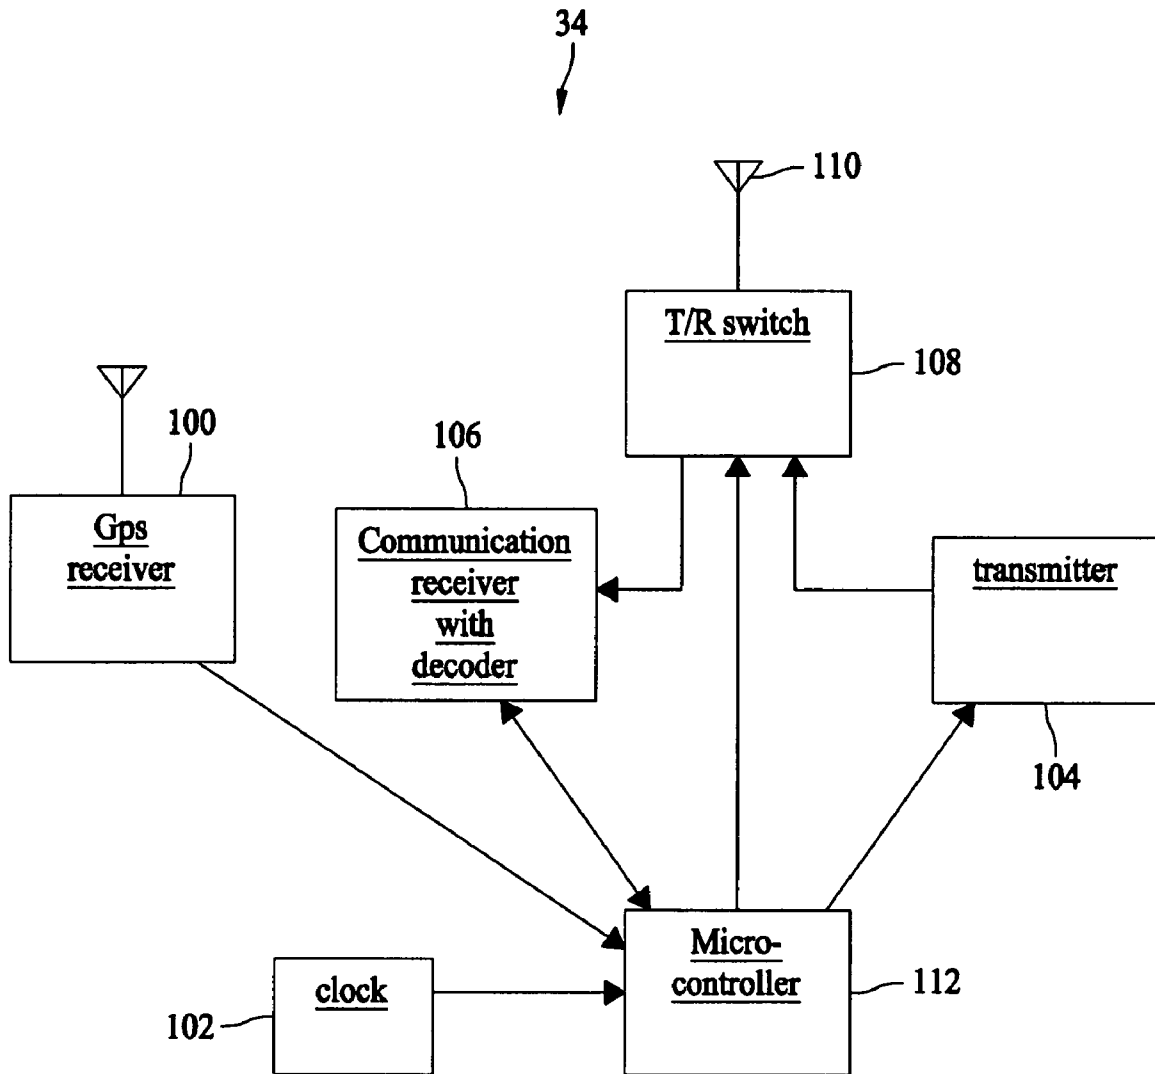 34
110
T/R switch
108
100
106
Gps
receiver
Communication
receiver
with
decoder
transmitter
104
Micro-
controller
112
clock
102